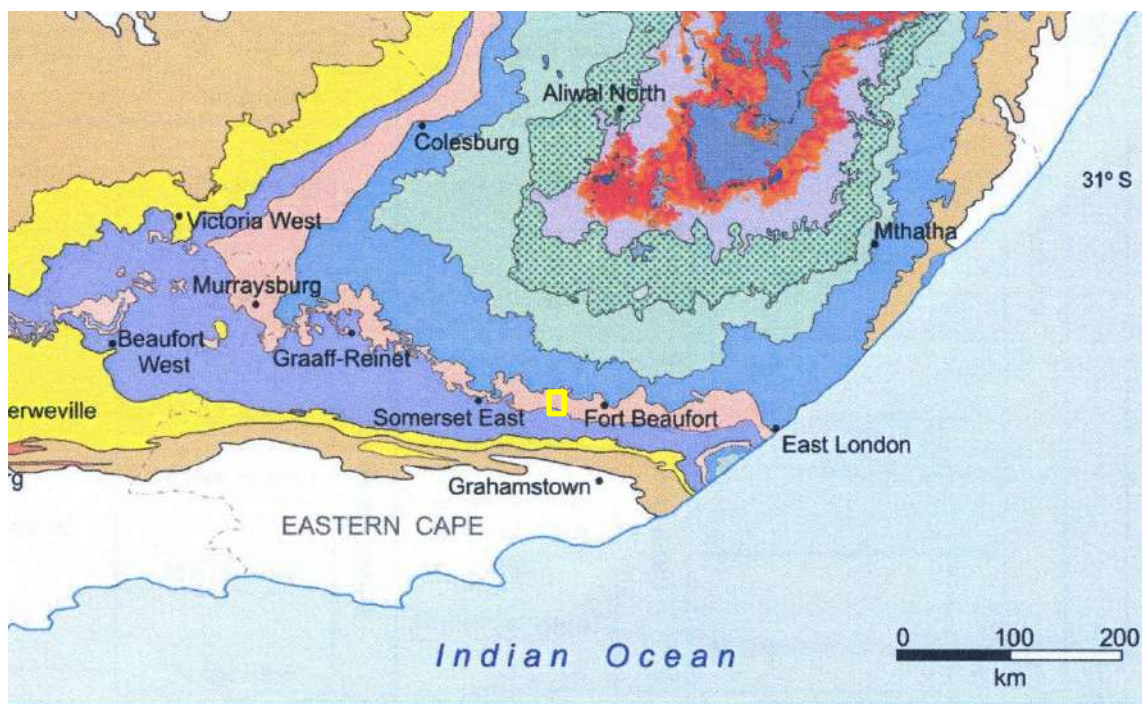 Aliwal North
Colesburg
31º S
Victoria West
Mthatha
Murraysburg
Beaufort
West
Graaff-Reinet
erweville
Somerset East
Fort Beaufort
East London
Grahamstown
EASTERN CAPE
Indian Ocean
0 100 200
km